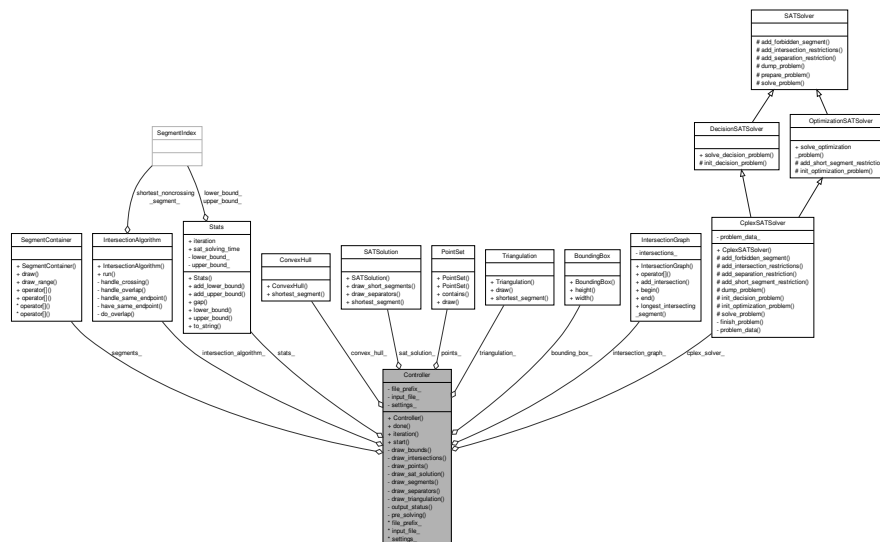 SATSolver
# add_forbidden_segment()
# add_intersection_restrictions()
# add_separation_restriction()
# dump_problem()
# prepare_problem()
# solve_problem()
DecisionSATSolver
+ solve_decision_problem()
# init_decision_problem()
OptimizationSATSolver
+ solve_optimization
_problem()
# add_short_segment_restriction()
# init_optimization_problem()
SegmentIndex
shortest_noncrossing
_segment_
lower_bound_
upper_bound_
SegmentContainer
+ SegmentContainer()
+ draw()
+ draw_range()
+ operator[]()
+ operator[]()
* operator[]()
IntersectionAlgorithm
+ IntersectionAlgorithm()
+ run()
- handle_crossing()
- handle_overlap()
- handle_same_endpoint()
- have_same_endpoint()
- do_overlap()
Stats
+ iteration
+ sat_solving_time
- lower_bound_
- upper_bound_
+ Stats()
+ add_lower_bound()
+ add_upper_bound()
+ gap()
+ lower_bound()
+ upper_bound()
+ to_string()
ConvexHull
+ ConvexHull()
+ shortest_segment()
SATSolution
+ SATSolution()
+ draw_short_segments()
+ draw_separators()
+ shortest_segment()
PointSet
+ PointSet()
+ PointSet()
+ contains()
+ draw()
Triangulation
+ Triangulation()
+ draw()
+ shortest_segment()
BoundingBox
+ BoundingBox()
+ height()
+ width()
IntersectionGraph
- intersections_
+ IntersectionGraph()
+ operator[]()
+ add_intersection()
+ begin()
+ end()
+ longest_intersecting
_segment()
CplexSATSolver
- problem_data_
+ CplexSATSolver()
# add_forbidden_segment()
# add_intersection_restrictions()
# add_separation_restriction()
# add_short_segment_restriction()
# dump_problem()
# init_decision_problem()
# init_optimization_problem()
# solve_problem()
- finish_problem()
- problem_data()
segments_
intersection_algorithm_
stats_
convex_hull_
sat_solution_
points_
triangulation_
bounding_box_
intersection_graph_
cplex_solver_
Controller
- file_prefix_
- input_file_
- settings_
+ Controller()
+ done()
+ iteration()
+ start()
- draw_bounds()
- draw_intersections()
- draw_points()
- draw_sat_solution()
- draw_segments()
- draw_separators()
- draw_triangulation()
- output_status()
- pre_solving()
* file_prefix_
* input_file_
* settings_